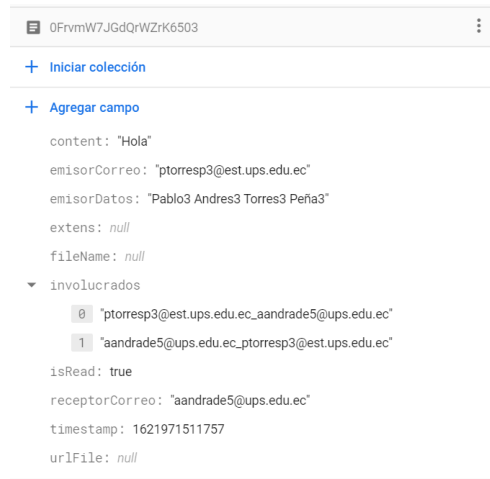 0FrvmW7JGdQrWZrK6503
+ Iniciar colección
+ Agregar campo
content: "Hola"
emisorCorreo: "ptorresp3@est.ups.edu.ec"
emisorDatos: "Pablo3 Andres3 Torres3 Peña3"
extens: null
fileName: null
involucrados
0 "ptorresp3@est.ups.edu.ec_aandrade5@ups.edu.ec"
1 "aandrade5@ups.edu.ec_ptorresp3@est.ups.edu.ec"
isRead: true
receptorCorreo: "aandrade5@ups.edu.ec"
timestamp: 1621971511757
urlFile: null